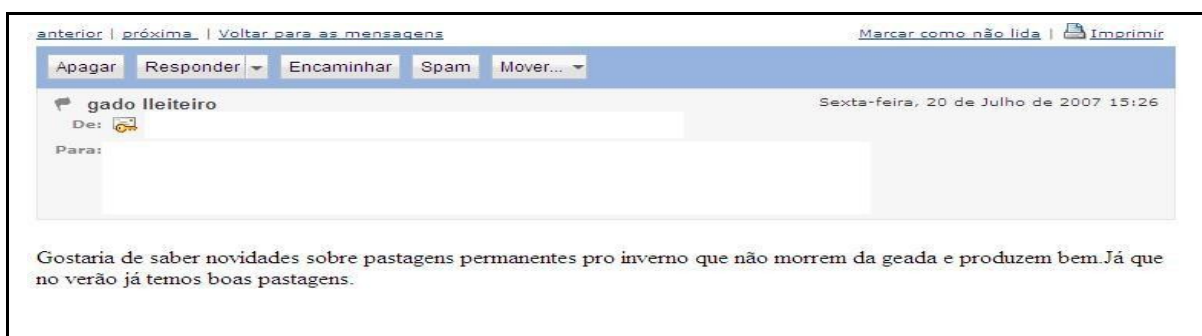 anterior | próxima | Voltar para as mensagens Marcar como não lida | Imprimir
Apagar Responder Encaminhar Spam Mover...
gado lleiteiro Sexta-feira, 20 de Julho de 2007 15:26
De:
Para:
Gostaria de saber novidades sobre pastagens permanentes pro inverno que não morrem da geada e produzem bem.Já que
no verão já temos boas pastagens.